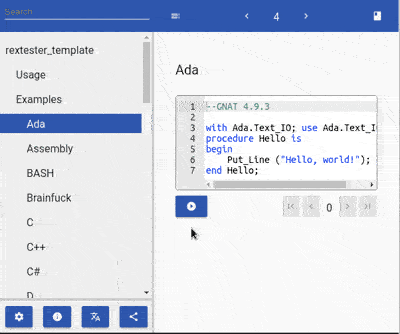 Search
4
rextester_template
Usage
Examples
Ada
Assembly
BASH
Brainfuck
C
C++
C#
D
Ada
1 --GNAT 4.9.3
2
3 with Ada.Text_IO; use Ada.Text_I
4 procedure Hello is
5 begin
6 Put_Line ("Hello, world!");
7 end Hello;
0